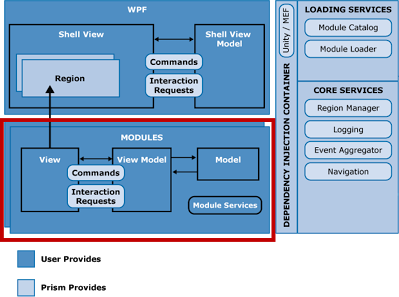 WPF
Shell View
Shell View
Model
Commands
Interaction
Requests
Region
MODULES
View
View Model
Model
Commands
Interaction
Requests
Module Services
Unity / MEF
DEPENDENCY INJECTION CONTAINER
LOADING SERVICES
Module Catalog
Module Loader
CORE SERVICES
Region Manager
Logging
Event Aggregator
Navigation
User Provides
Prism Provides